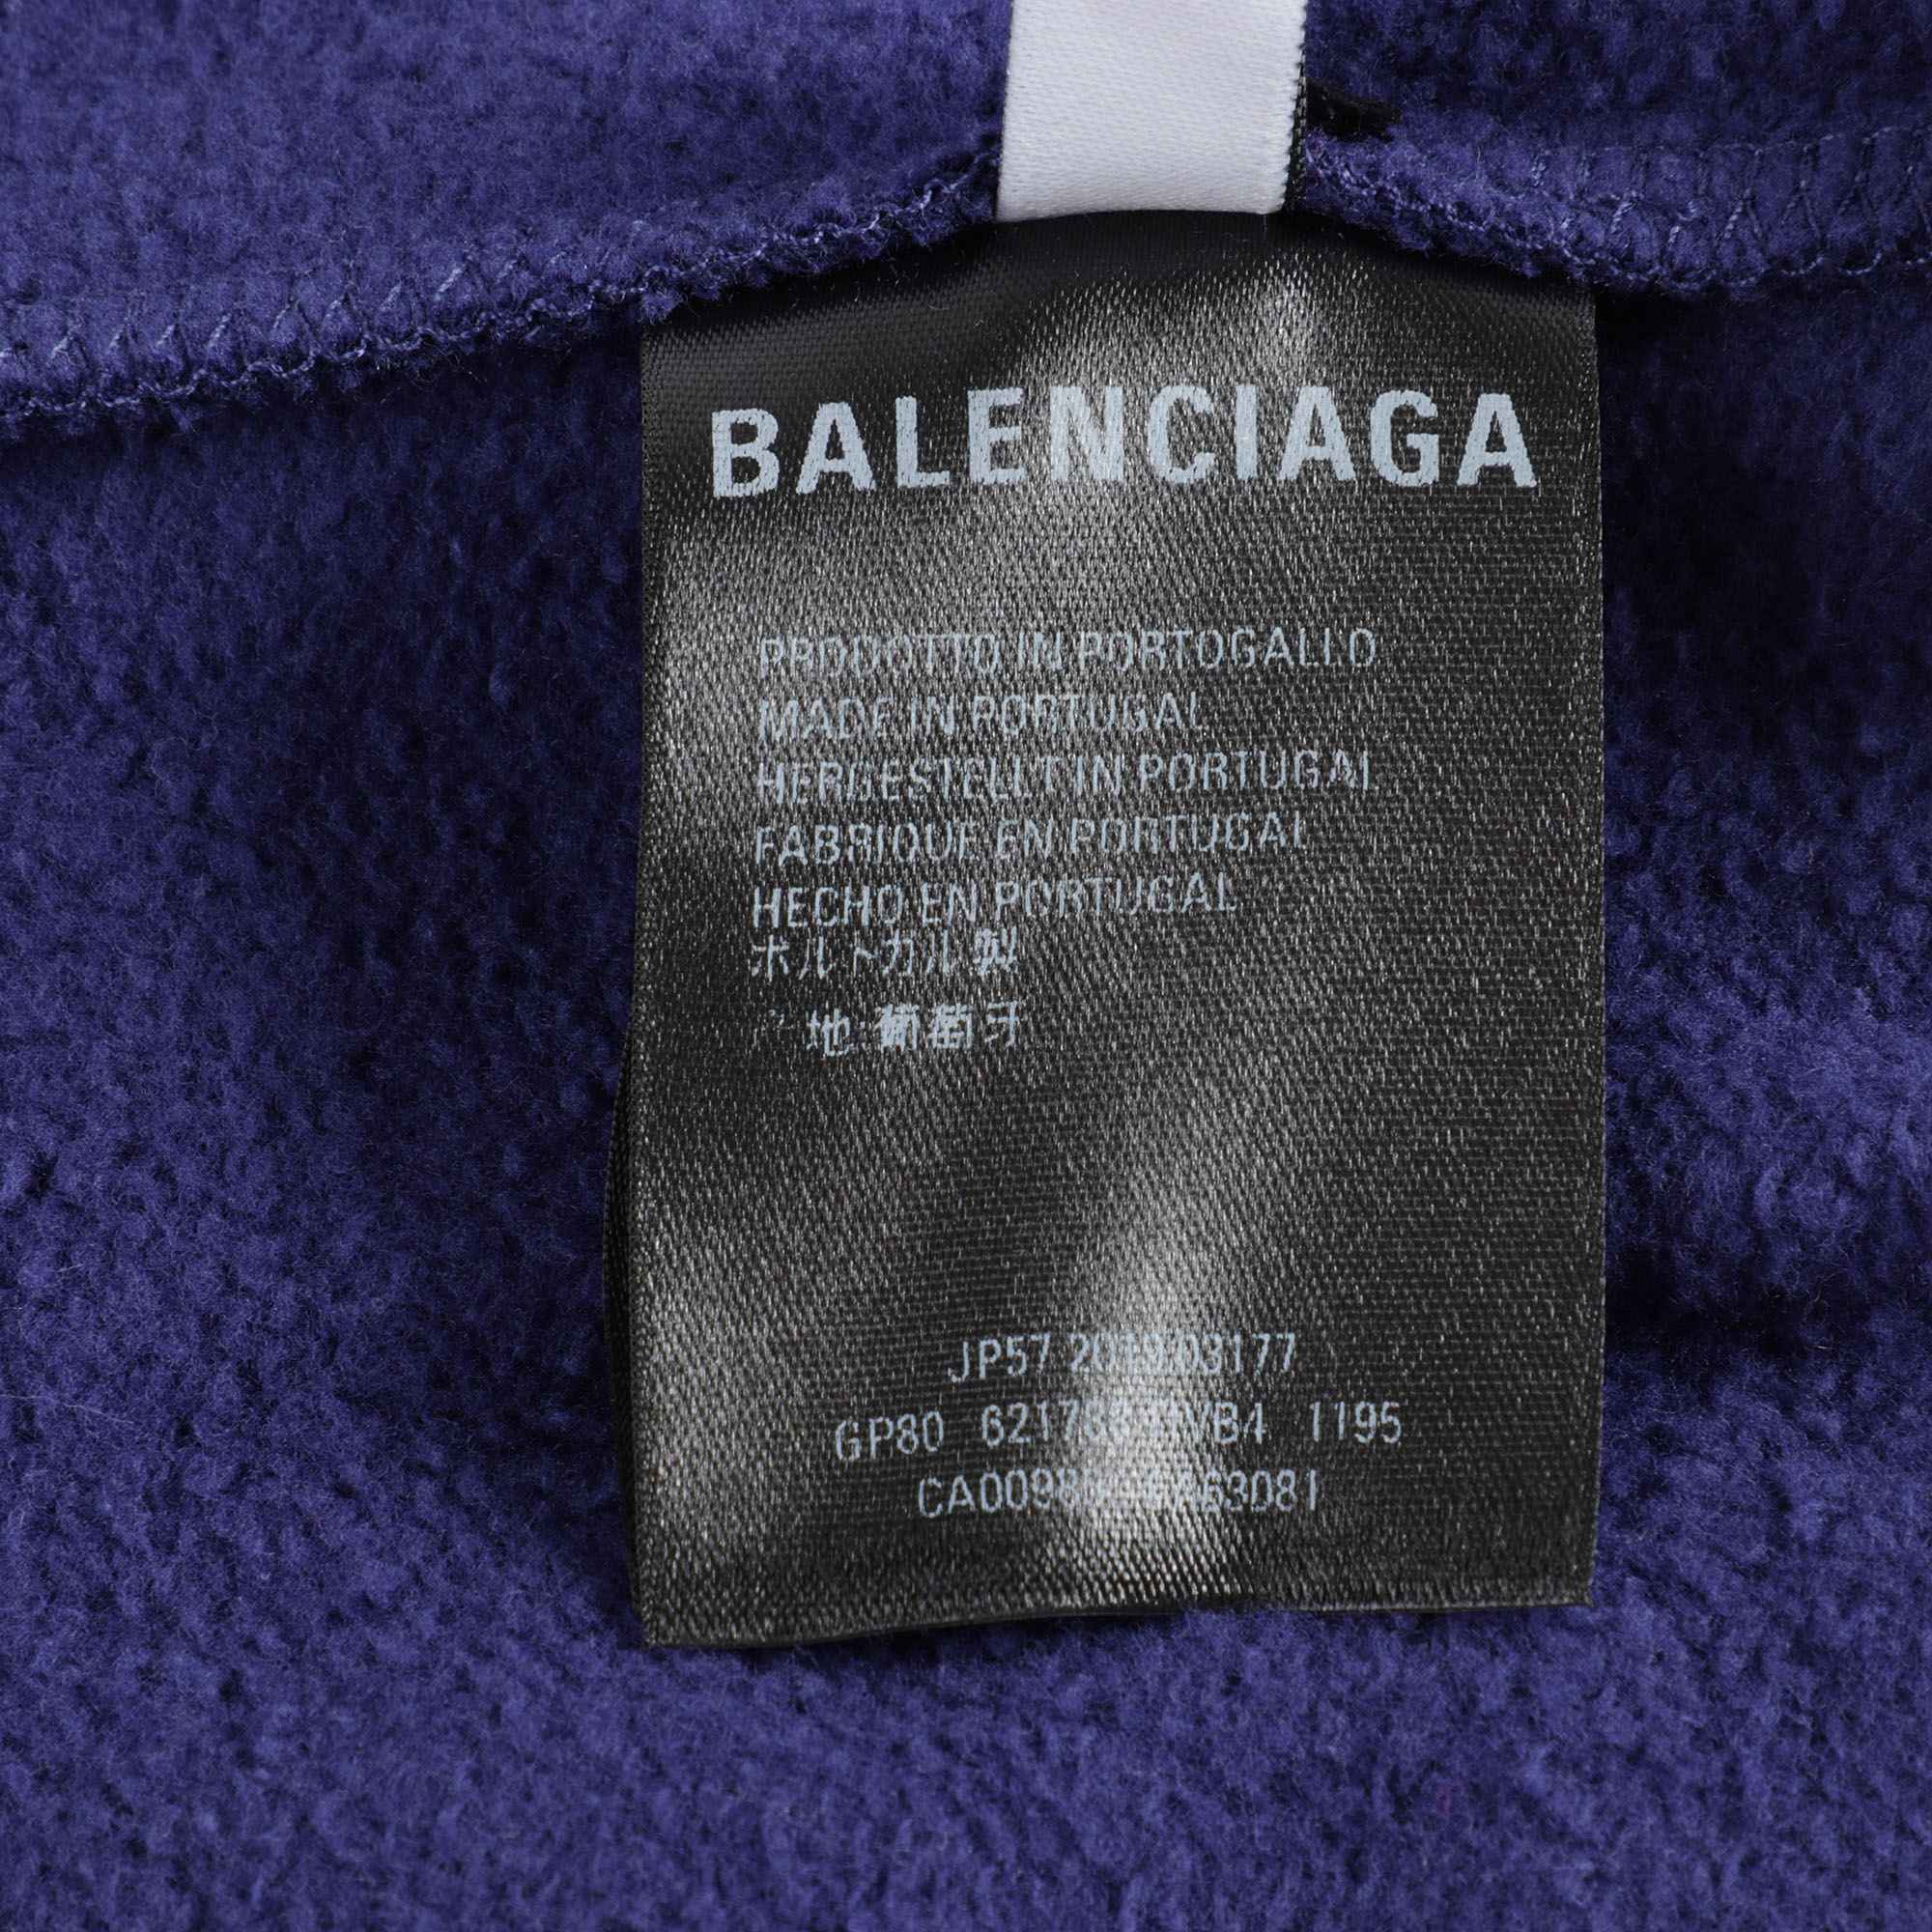 BALENCIAGA
PRODOTTO IN PORTOGALLO
MADE IN PORTUGAL
HERGESTELLT IN PORTUGAL
FABRIQUE EN PORTUGAL
HECHO EN PORTUGAL
ポルトガル製
产地:葡萄牙
JP57
GP80 1195